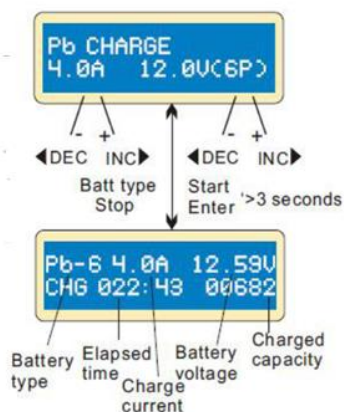 Pb CHARGE
4.0A 12.0V(6P)
- + - +
◀DEC INC▶ ◀DEC INC▶
Batt type Start
Stop Enter '>3 seconds
Pb-6 4.0A 12.59V
CHG 022:43 00682
Battery type
Elapsed time
Charge current
Battery voltage
Charged capacity